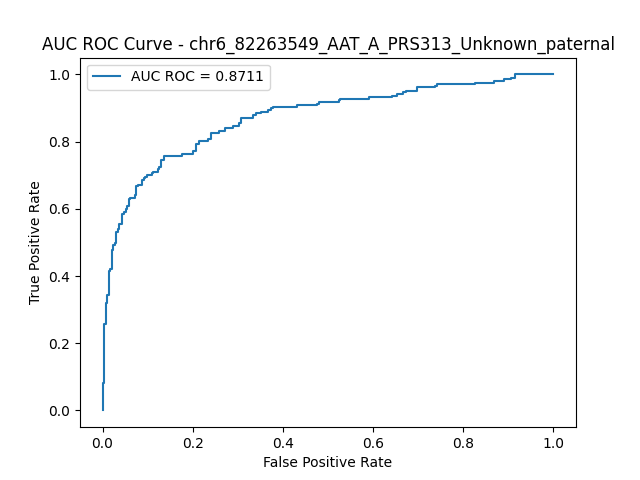 AUC ROC Curve - chr6_82263549_AAT_A_PRS313_Unknown_paternal
AUC ROC = 0.8711
1.0
0.8
0.6
0.4
0.2
0.0
True Positive Rate
0.0 0.2 0.4 0.6 0.8 1.0
False Positive Rate